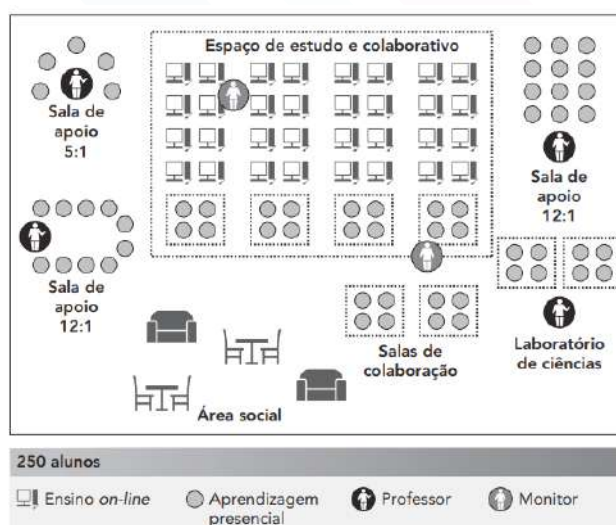 Espaço de estudo e colaborativo
Sala de
apoio
5:1
Sala de
apoio
12:1
Sala de
apoio
12:1
Laboratório
de ciências
Salas de
colaboração
Área social
250 alunos
Ensino on-line
Aprendizagem
presencial
Professor
Monitor